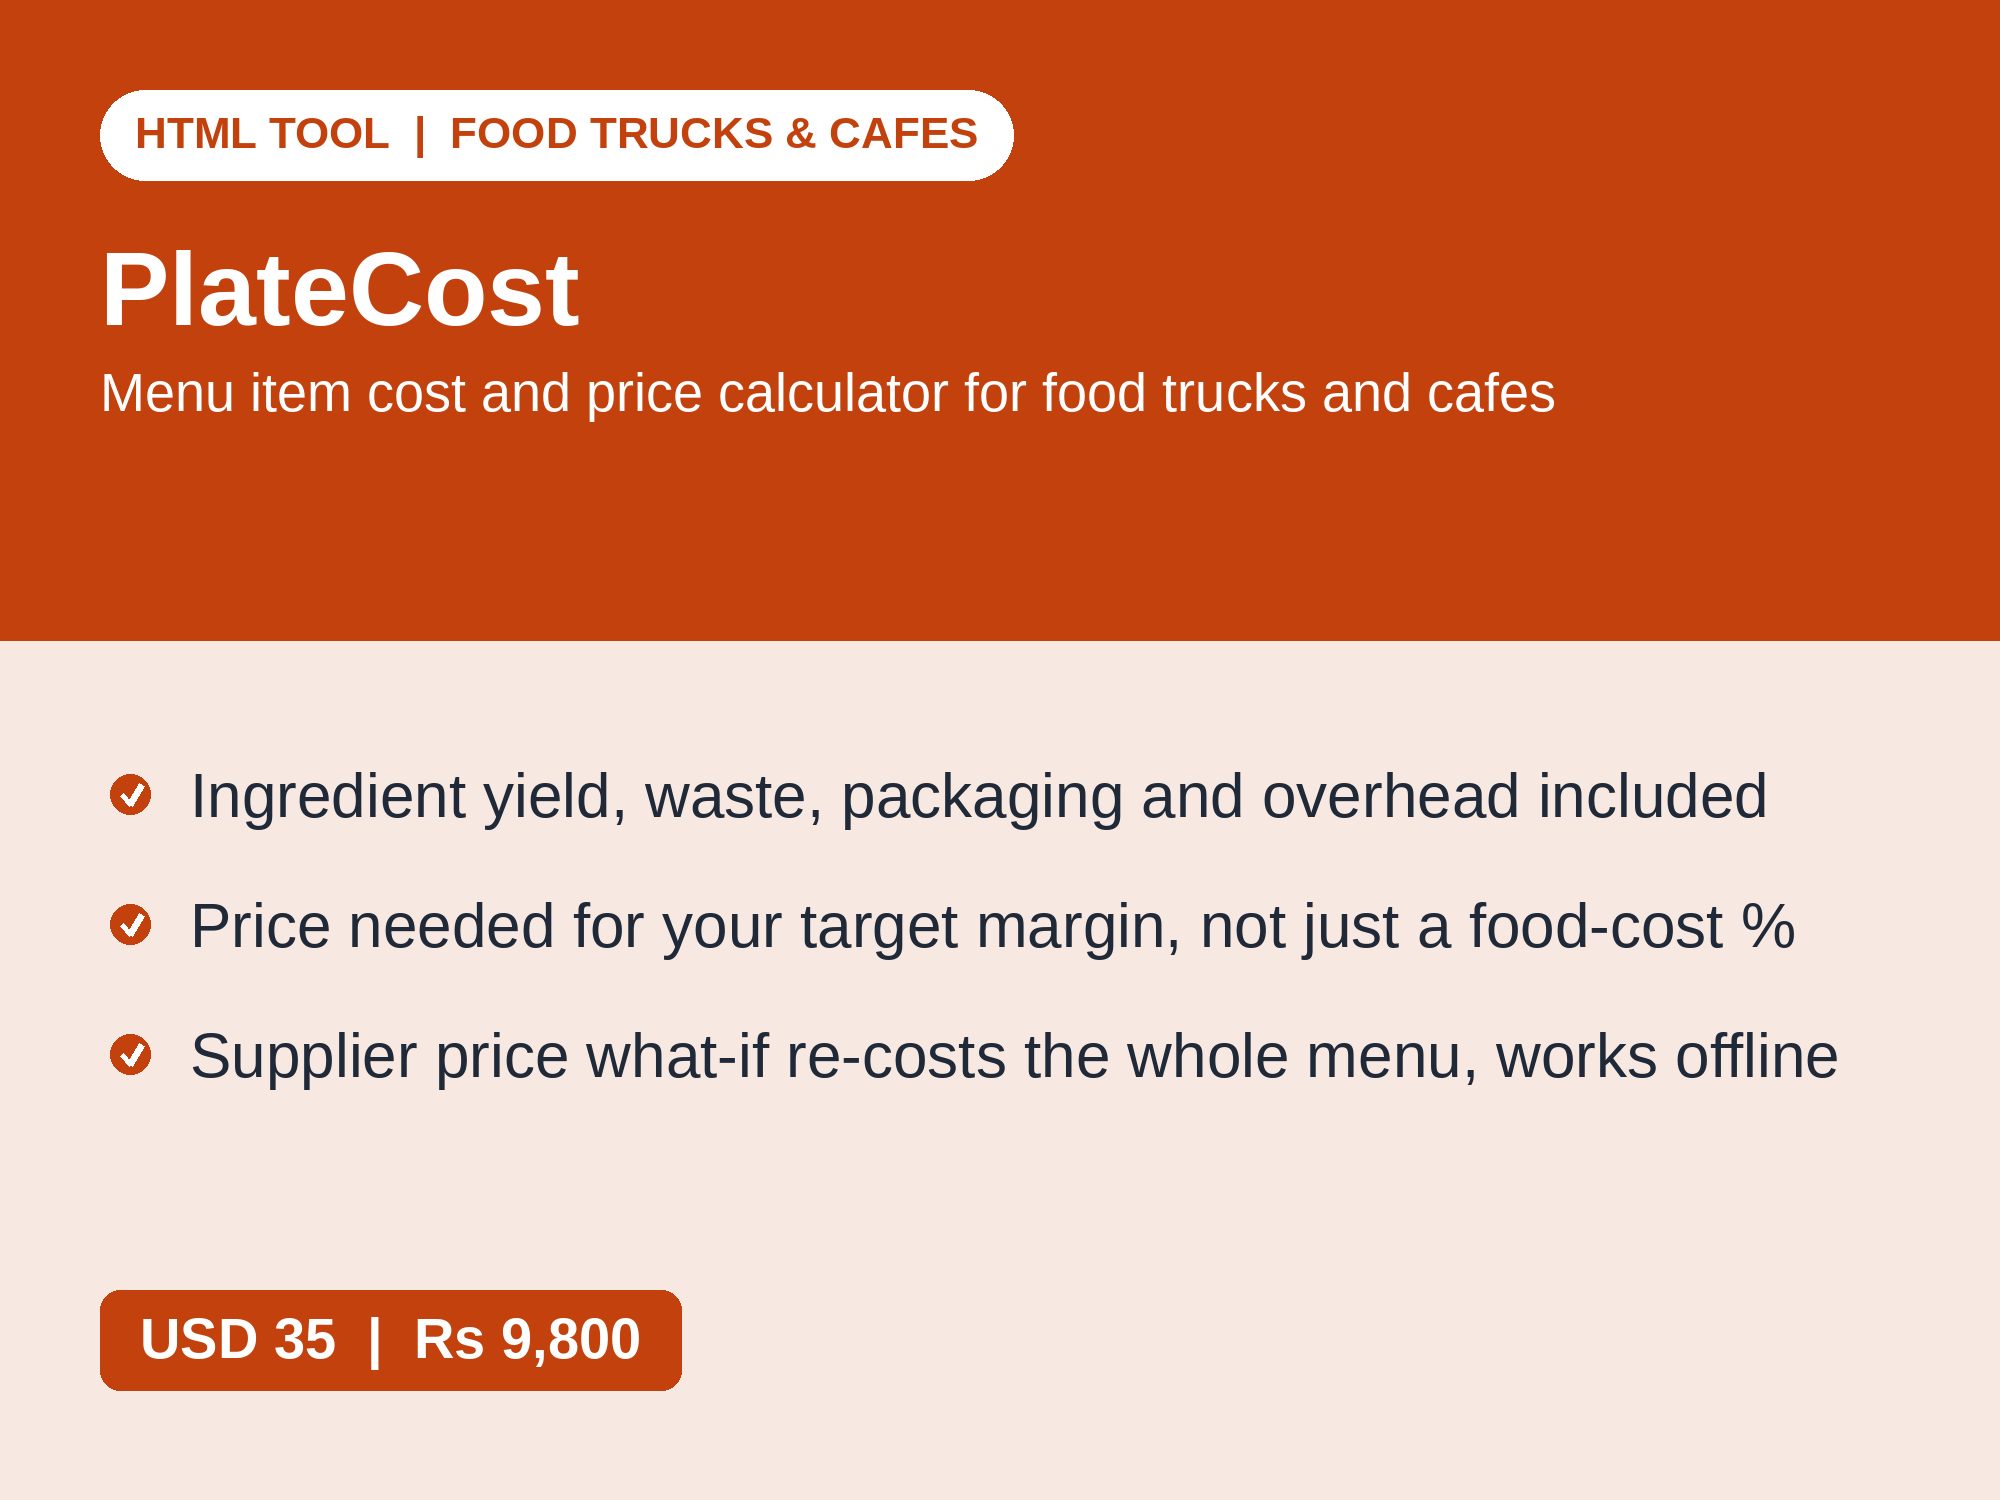 HTML TOOL | FOOD TRUCKS & CAFES
PlateCost
Menu item cost and price calculator for food trucks and cafes
Ingredient yield, waste, packaging and overhead included
Price needed for your target margin, not just a food-cost %
Supplier price what-if re-costs the whole menu, works offline
USD 35 | Rs 9,800